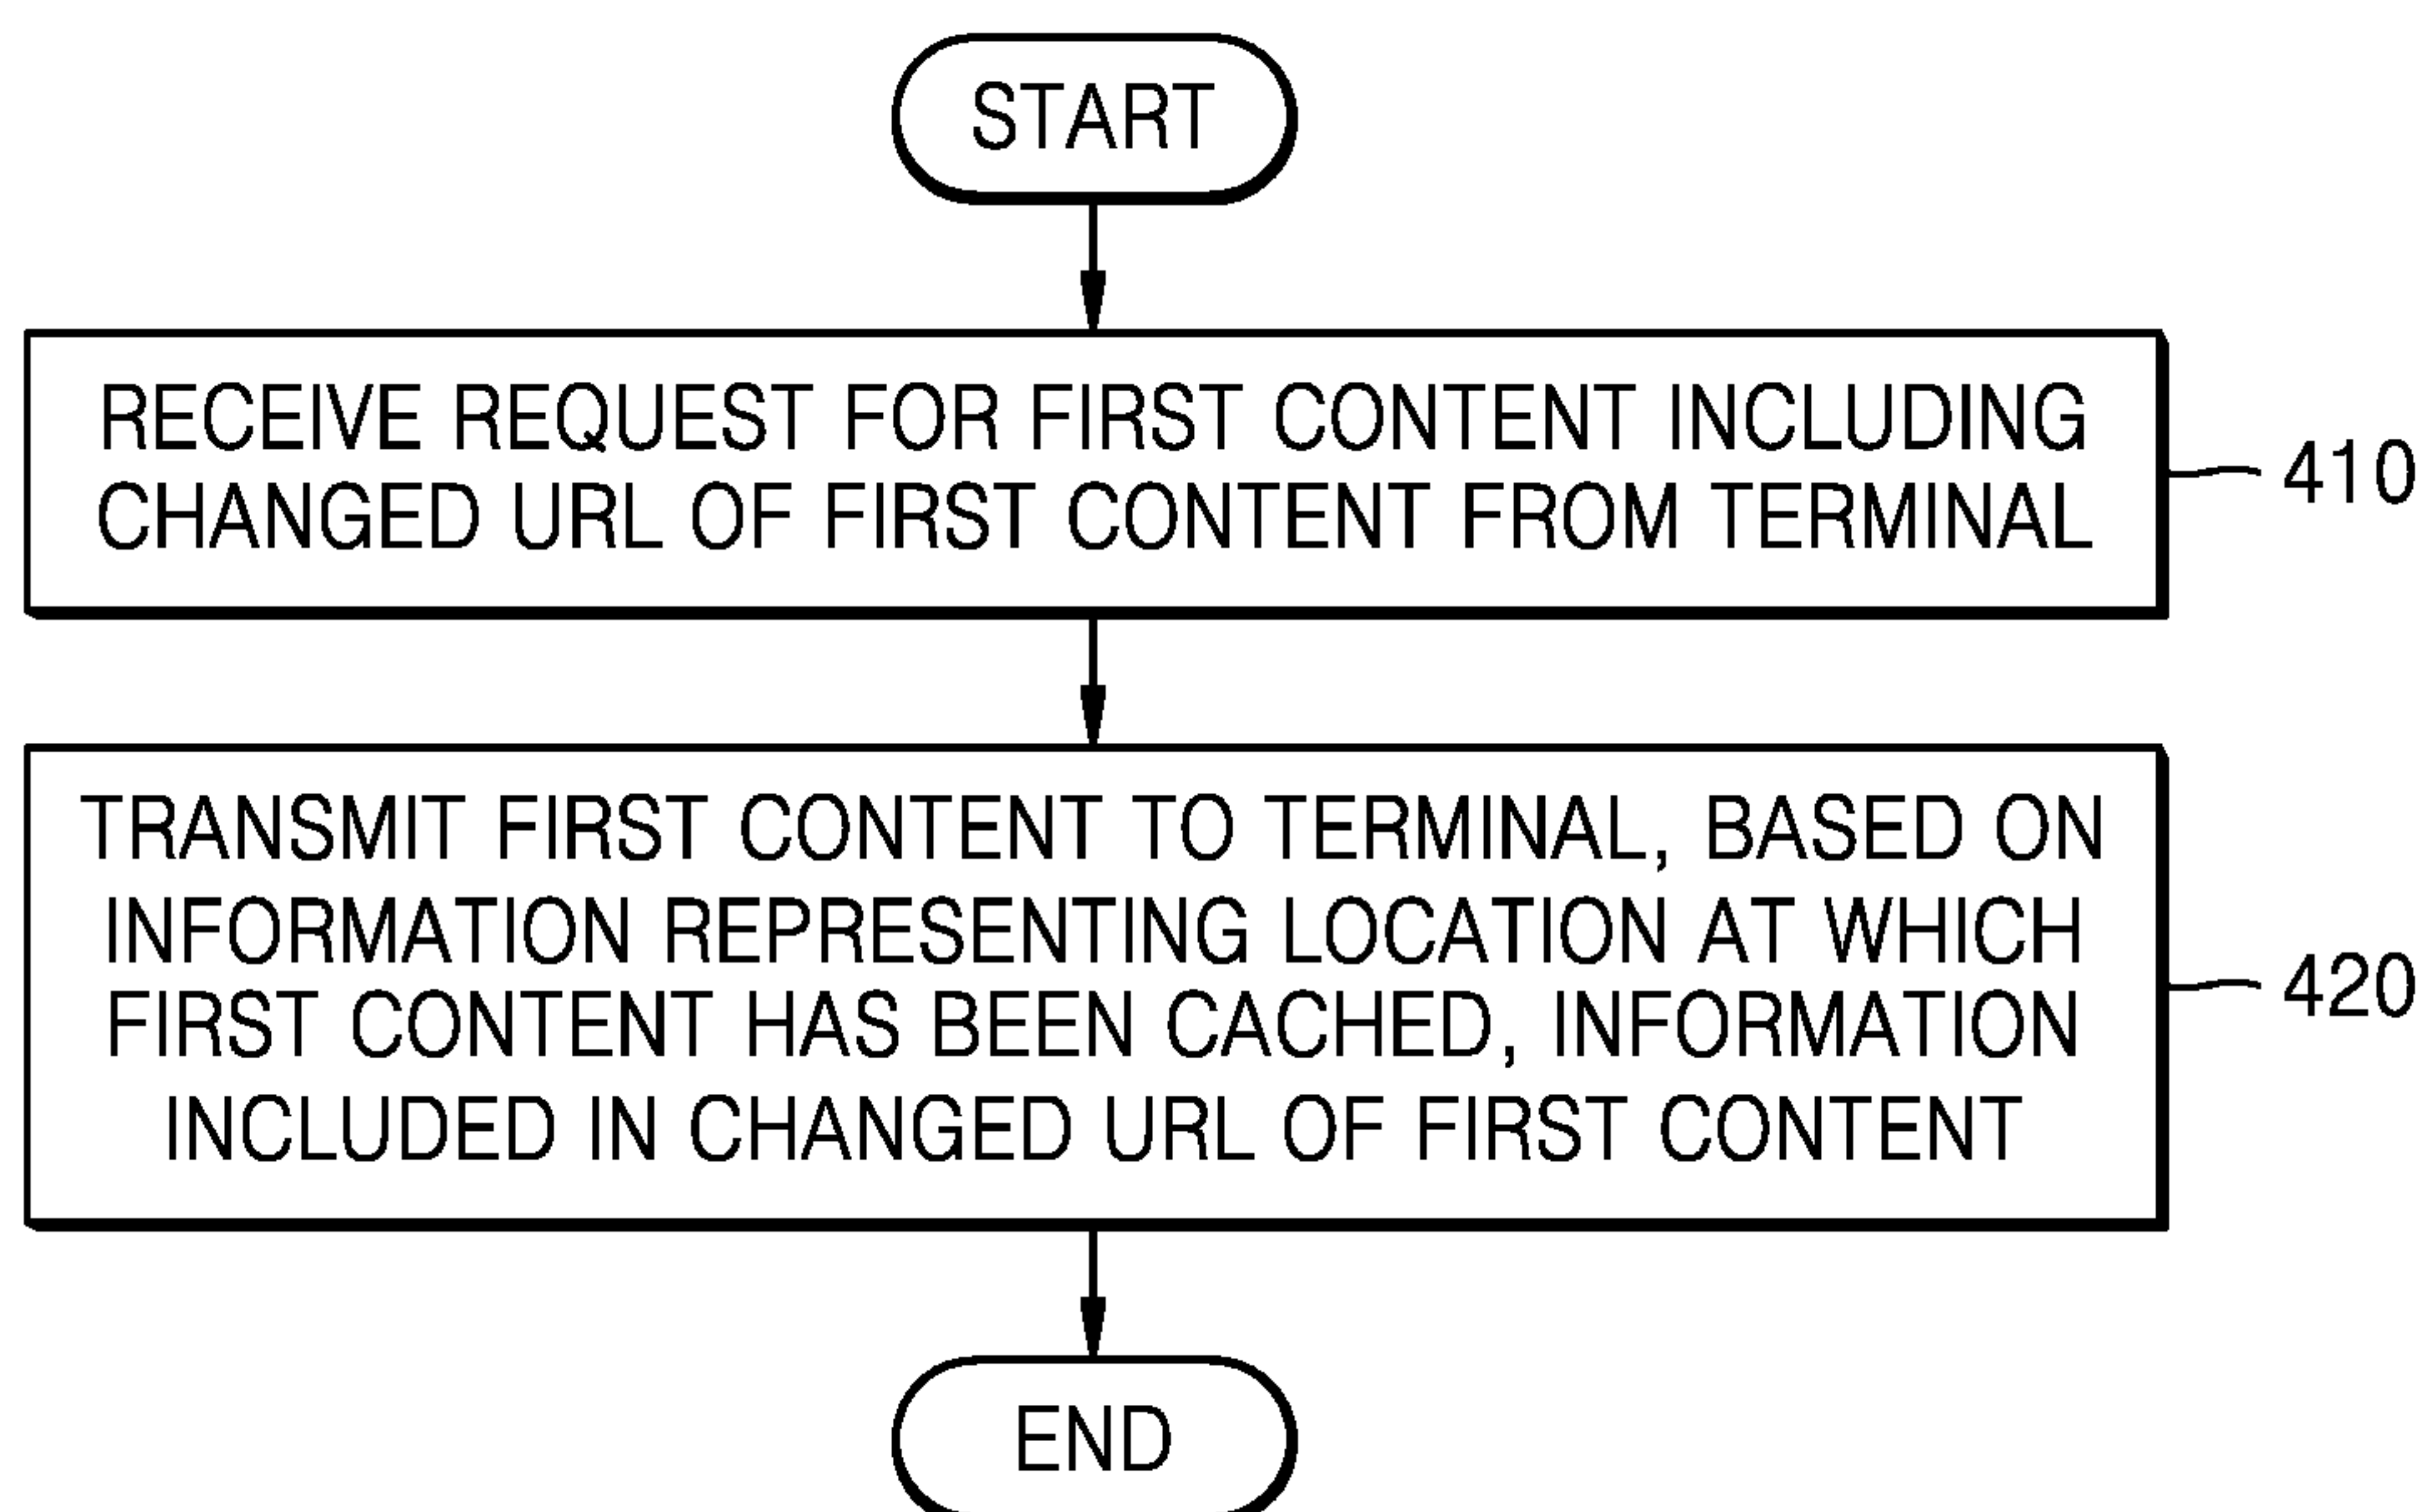 START
RECEIVE REQUEST FOR FIRST CONTENT INCLUDING
CHANGED URL OF FIRST CONTENT FROM TERMINAL
410
TRANSMIT FIRST CONTENT TO TERMINAL, BASED ON
INFORMATION REPRESENTING LOCATION AT WHICH
FIRST CONTENT HAS BEEN CACHED, INFORMATION
INCLUDED IN CHANGED URL OF FIRST CONTENT
420
END